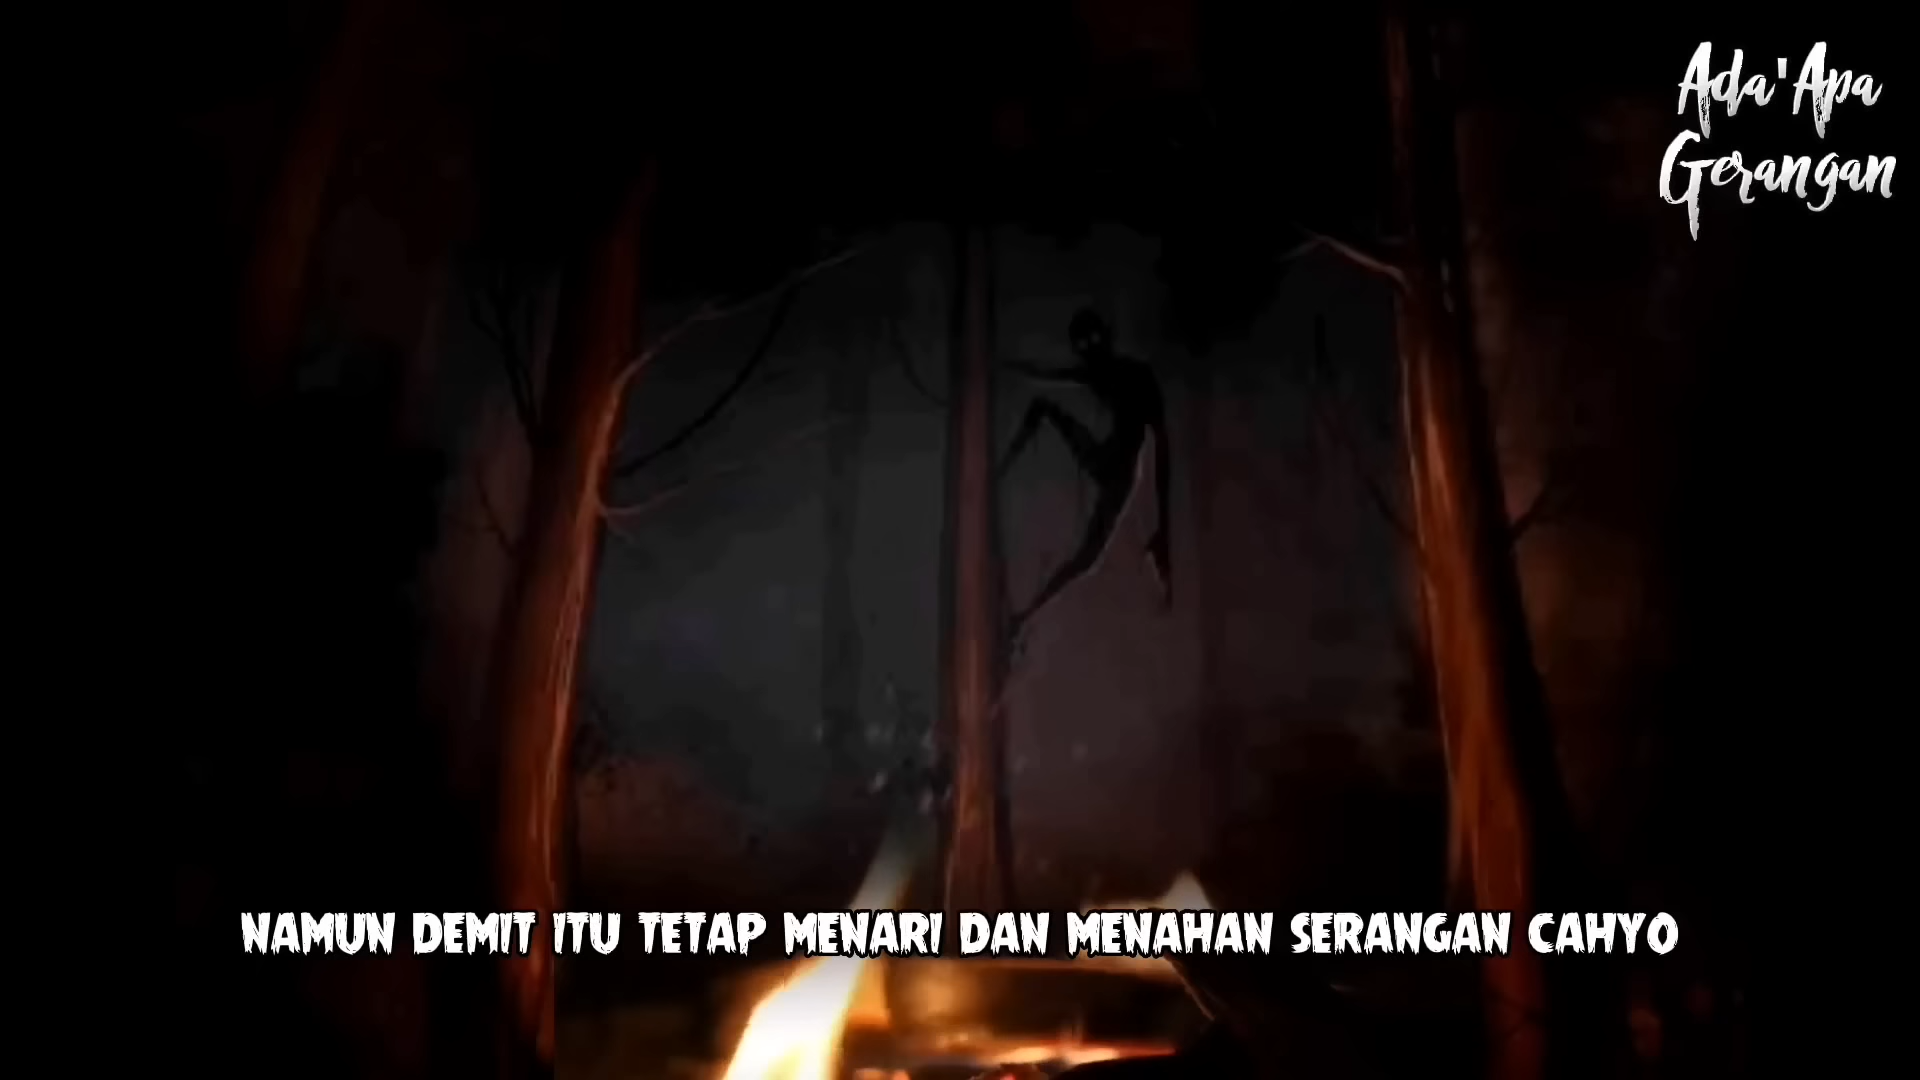 Ada'Apa
Gerangan
NAMUN DEMIT ITU TETAP MENARI DAN MENAHAN SERANGAN CAHYO